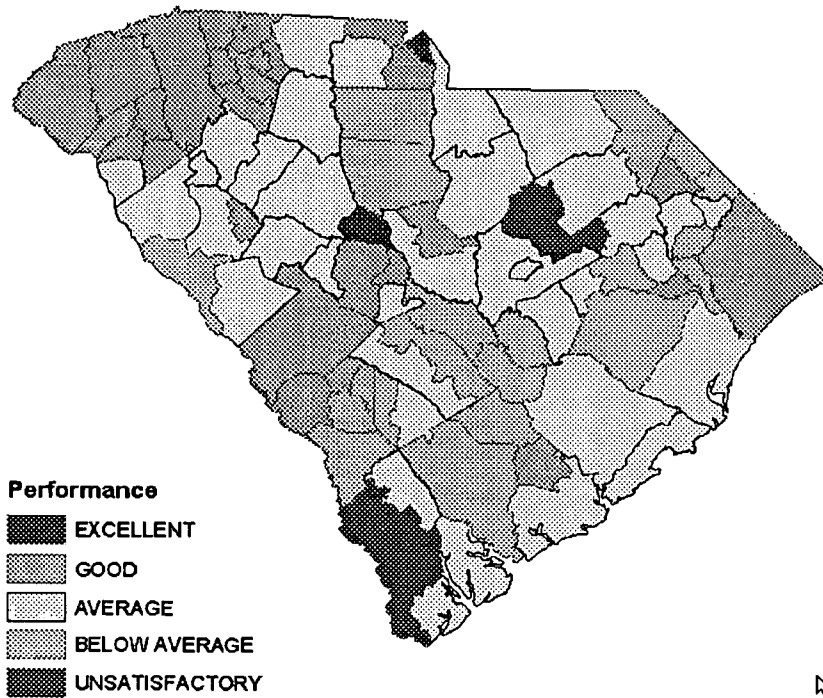 Performance
EXCELLENT
GOOD
AVERAGE
BELOW AVERAGE
UNSATISFACTORY